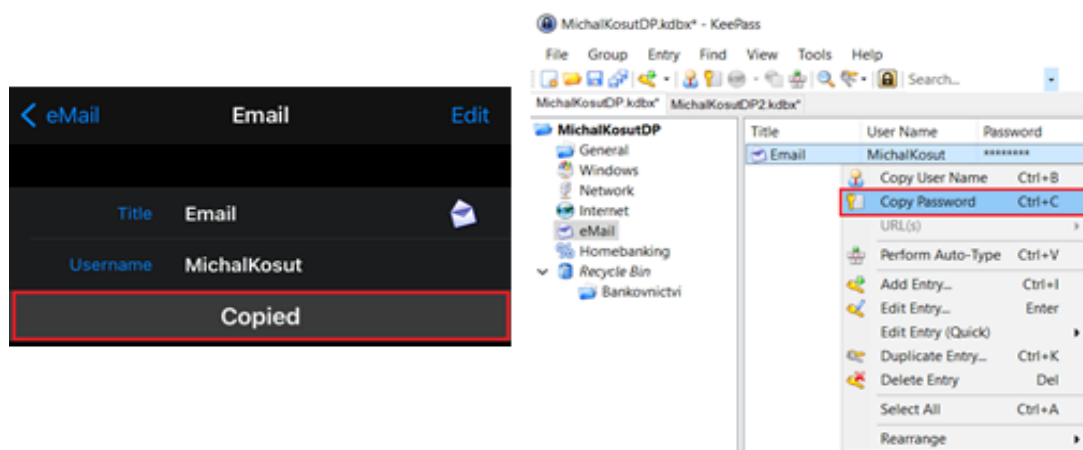 eMail Email Edit
Title Email
Username MichalKosut
Copied
MichalKosutDP.kdbx* - KeePass
File Group Entry Find View Tools Help
Search...
MichalKosutDP.kdbx* MichalKosutDP2.kdbx*
MichalKosutDP
General
Windows
Network
Internet
eMail
Homebanking
Recycle Bin
Bankovnictvi
Title User Name Password
Email MichalKosut ********
Copy User Name Ctrl+B
Copy Password Ctrl+C
URL(s)
Perform Auto-Type Ctrl+V
Add Entry... Ctrl+I
Edit Entry... Enter
Edit Entry (Quick)
Duplicate Entry... Ctrl+K
Delete Entry Del
Select All Ctrl+A
Rearrange